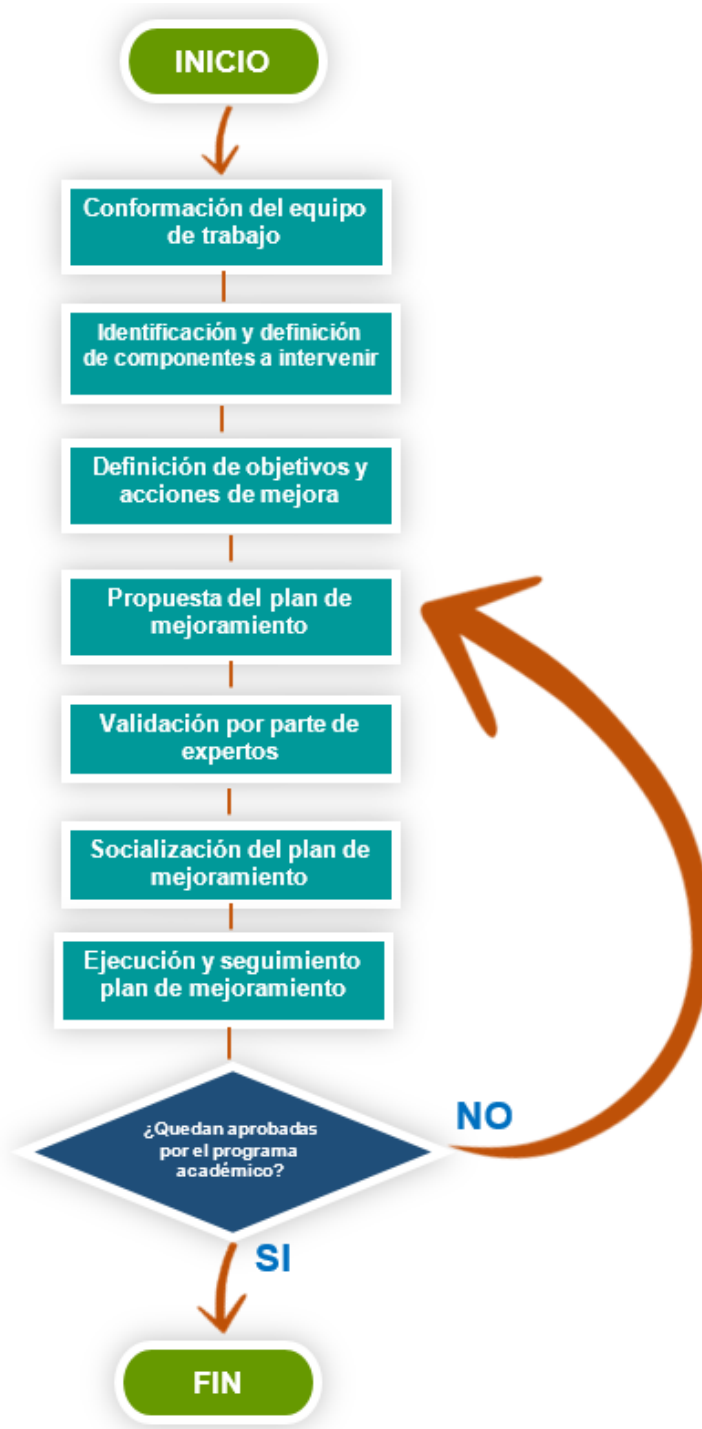 INICIO
Conformación del equipo
de trabajo
Identificación y definición
de componentes a intervenir
Definición de objetivos y
acciones de mejora
Propuesta del plan de
mejoramiento
Validación por parte de
expertos
Socialización del plan de
mejoramiento
Ejecución y seguimiento
plan de mejoramiento
¿Quedan aprobadas
por el programa
académico?
NO
SI
FIN